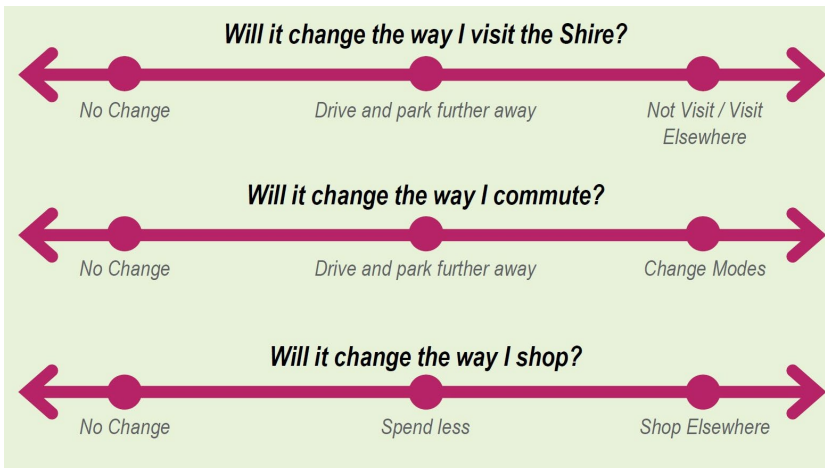 Will it change the way I visit the Shire?
No Change
Drive and park further away
Not Visit / Visit
Elsewhere
Will it change the way I commute?
No Change
Drive and park further away
Change Modes
Will it change the way I shop?
No Change
Spend less
Shop Elsewhere